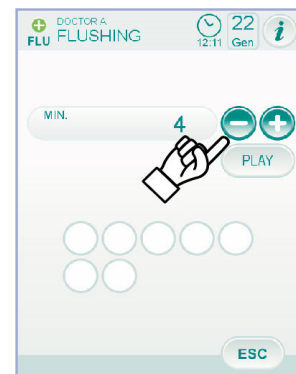 DOCTOR A
FLU FLUSHING
12:11
22
Gen
i
MIN. 4
PLAY
ESC